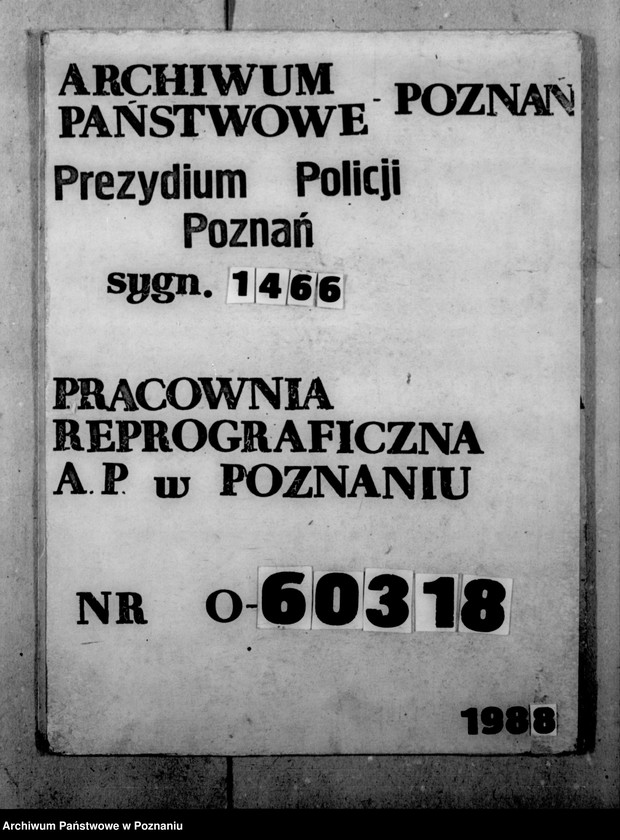 ARCHIWUM
PAŃSTWOWE - POZNAŃ
Prezydium Policji
Poznań
sygn. 1466
PRACOWNIA
REPROGRAFICZNA
A.P. w POZNANIU
NR O-60318
1988
Archiwum Państwowe w Poznaniu